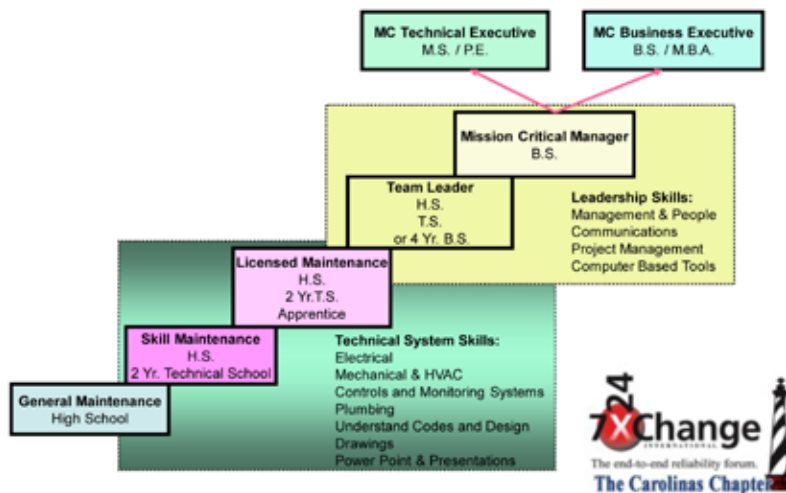 MC Technical Executive
M.S. / P.E.
MC Business Executive
B.S. / M.B.A.
Mission Critical Manager
B.S.
Team Leader
H.S.
T.S.
or 4 Yr. B.S.
Leadership Skills:
Management & People
Communications
Project Management
Computer Based Tools
Licensed Maintenance
H.S.
2 Yr.T.S.
Apprentice
Skill Maintenance
H.S.
2 Yr. Technical School
Technical System Skills:
Electrical
Mechanical & HVAC
Controls and Monitoring Systems
Plumbing
Understand Codes and Design
Drawings
Power Point & Presentations
General Maintenance
High School
7x24 Change
INTERNATIONAL
The end-to-end reliability forum.
The Carolinas Chapter